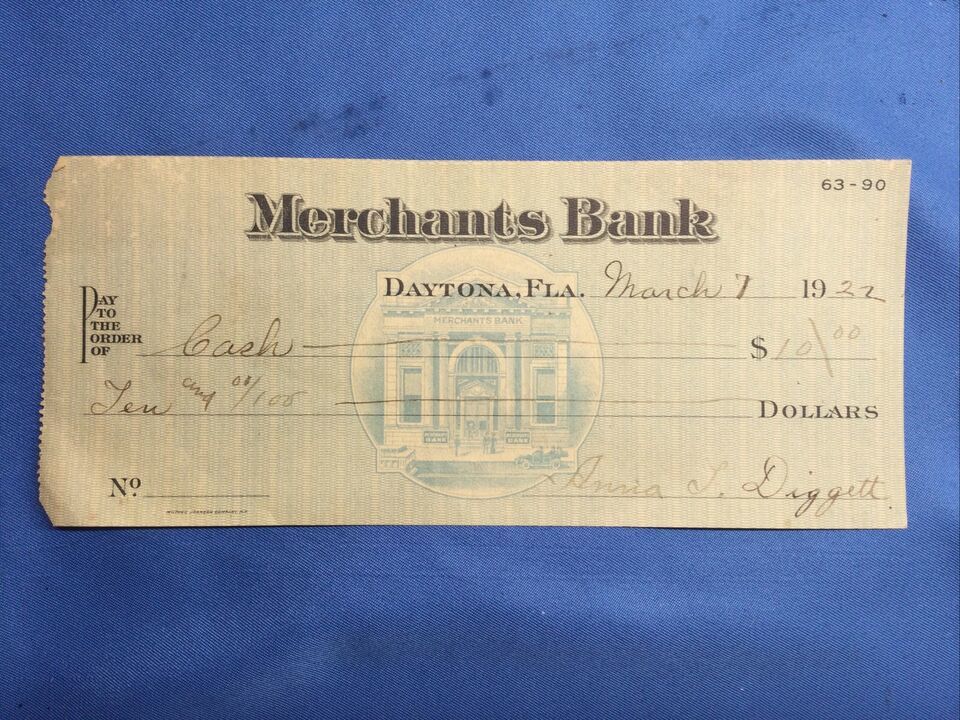 63-90
Merchants Bank
DAYTONA, FLA. March 7 1922
PAY TO THE ORDER OF Cash $ 10\00
MERCHANTS BANK
Ten and 00/100 DOLLARS
Nº
Anna S. Diggett